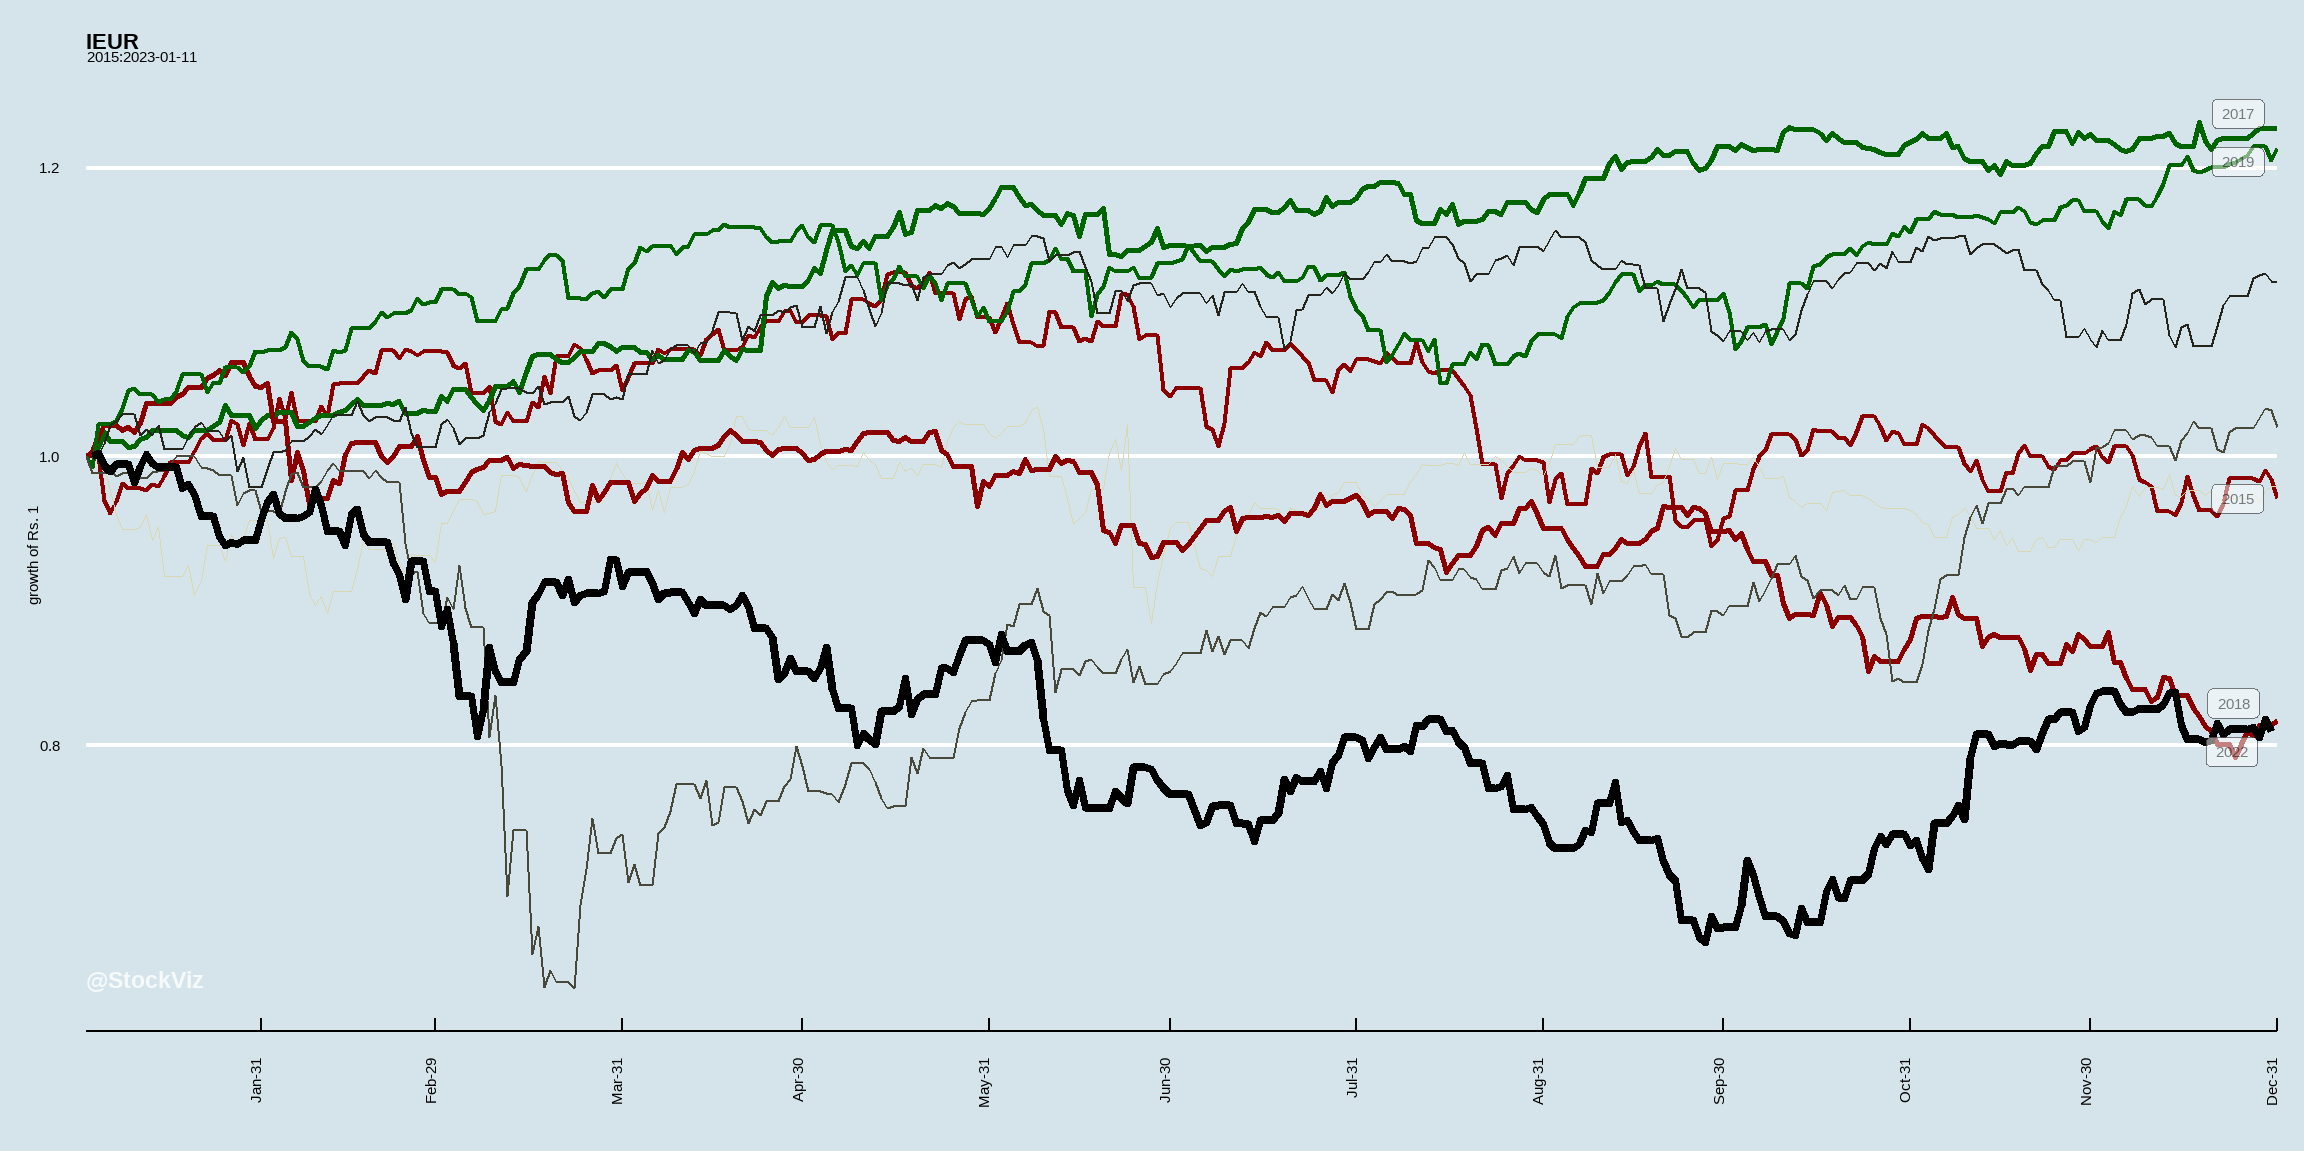 IEUR
2015:2023-01-11
2017
1.2
2019
1.0
2015
growth of Rs. 1
2018
0.8
2022
@StockViz
Jan-31
Feb-29
Mar-31
Apr-30
May-31
Jun-30
Jul-31
Aug-31
Sep-30
Oct-31
Nov-30
Dec-31